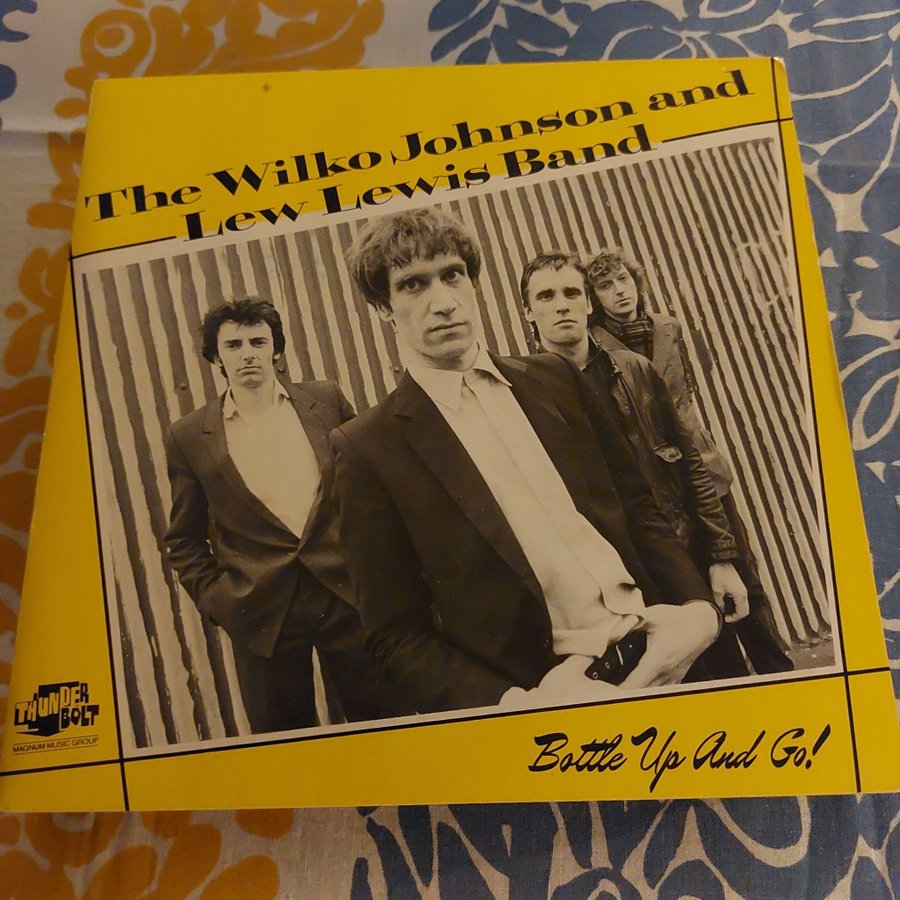 The Wilko Johnson and
Lew Lewis Band
THUNDER
BOLT
MAGNUM MUSIC GROUP
Bottle Up And Go!